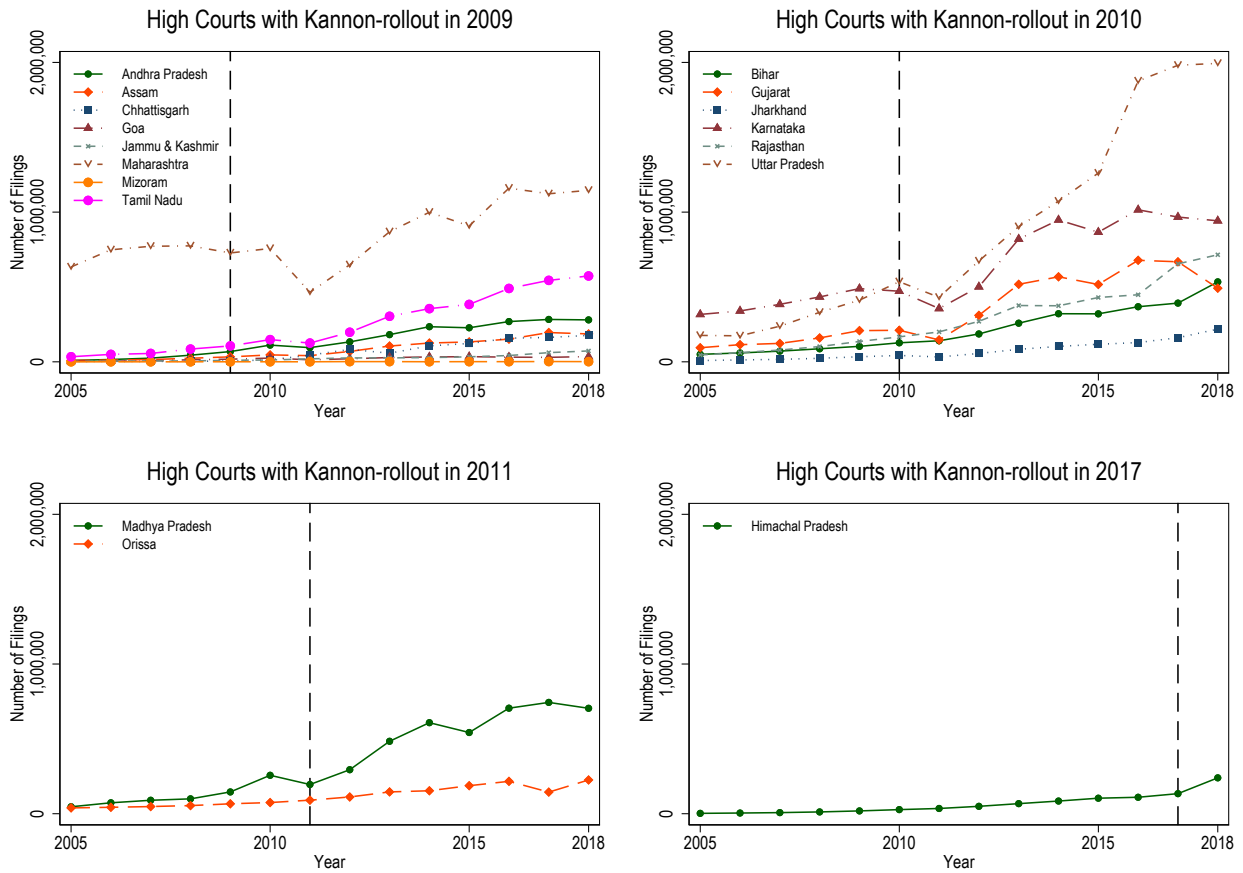 High Courts with Kannon-rollout in 2009
Number of Filings
2,000,000
1,000,000
0
Andhra Pradesh
Assam
Chhattisgarh
Goa
Jammu & Kashmir
Maharashtra
Mizoram
Tamil Nadu
2005 2010 2015 2018
Year
High Courts with Kannon-rollout in 2010
Number of Filings
2,000,000
1,000,000
0
Bihar
Gujarat
Jharkhand
Karnataka
Rajasthan
Uttar Pradesh
2005 2010 2015 2018
Year
High Courts with Kannon-rollout in 2011
Number of Filings
2,000,000
1,000,000
0
Madhya Pradesh
Orissa
2005 2010 2015 2018
Year
High Courts with Kannon-rollout in 2017
Number of Filings
2,000,000
1,000,000
0
Himachal Pradesh
2005 2010 2015 2018
Year